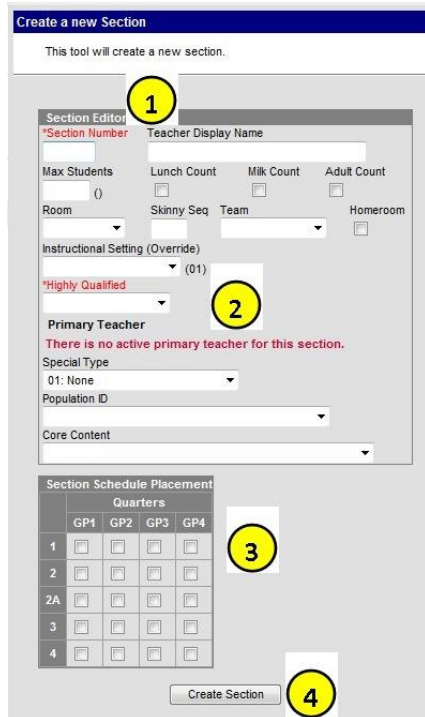 Create a new Section
This tool will create a new section.
1
Section Editor
*Section Number Teacher Display Name
Max Students Lunch Count Milk Count Adult Count
()
Room Skinny Seq Team Homeroom
Instructional Setting (Override)
(01)
*Highly Qualified
2
Primary Teacher
There is no active primary teacher for this section.
Special Type
01: None
Population ID
Core Content
Section Schedule Placement
Quarters
GP1 GP2 GP3 GP4
1
3
2
2A
3
4
Create Section 4